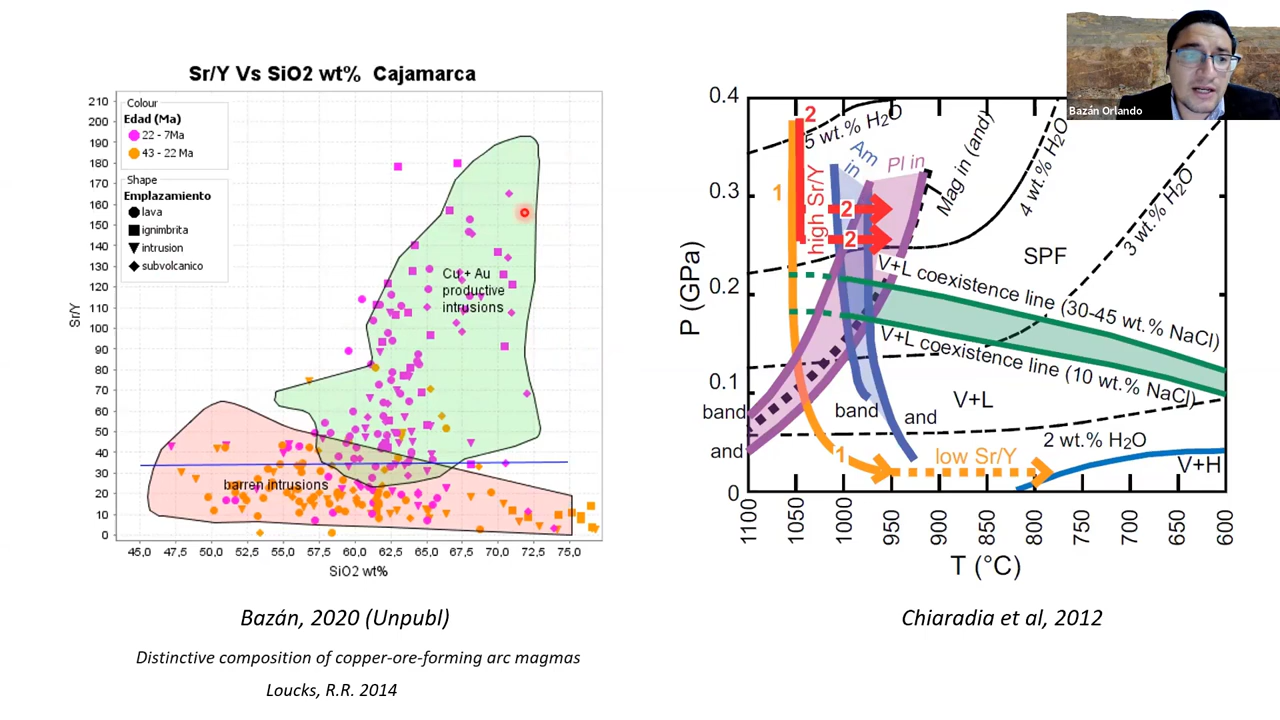 Sr/Y Vs SiO2 wt% Cajamarca
Colour
Edad (Ma)
22 - 7Ma
43 - 22 Ma
Shape
Emplazamiento
lava
ignimbrita
intrusion
subvolcanico
Sr/Y
210
200
190
180
170
160
150
140
130
120
110
100
90
80
70
60
50
40
30
20
10
0
Cu + Au
productive
intrusions
barren intrusions
45,0 47,5 50,0 52,5 55,0 57,5 60,0 62,5 65,0 67,5 70,0 72,5 75,0
SiO2 wt%
Bazán, 2020 (Unpubl)
Distinctive composition of copper-ore-forming arc magmas
Loucks, R.R. 2014
Bazán Orlando
P (GPa)
0.4
0.3
0.2
0.1
0
2
1
high Sr/Y
5 wt.% H2O
Am
in
Pl in
Mag in (and)
4 wt.% H2O
3 wt.% H2O
2
2
SPF
V+L coexistence line (30-45 wt.% NaCl)
V+L coexistence line (10 wt.% NaCl)
band
and
band
and
V+L
2 wt.% H2O
V+H
1
low Sr/Y
1100 1050 1000 950 900 850 800 750 700 650 600
T (°C)
Chiaradia et al, 2012